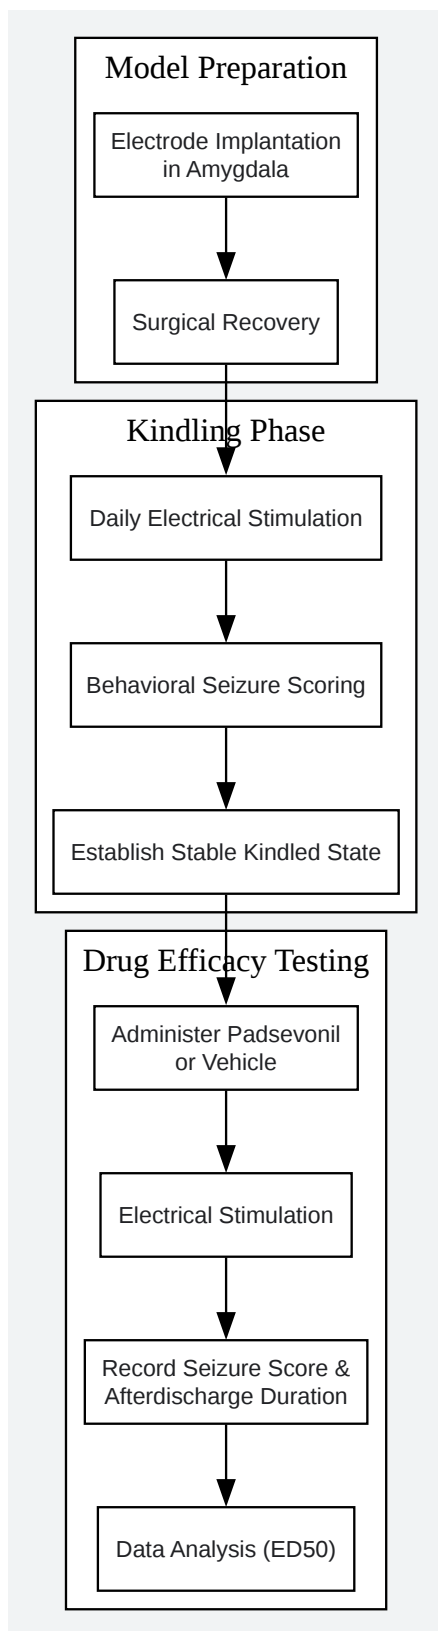 Model Preparation
Electrode Implantation
in Amygdala
Surgical Recovery
Kindling Phase
Daily Electrical Stimulation
Behavioral Seizure Scoring
Establish Stable Kindled State
Drug Efficacy Testing
Administer Padsevonil
or Vehicle
Electrical Stimulation
Record Seizure Score &
Afterdischarge Duration
Data Analysis (ED50)